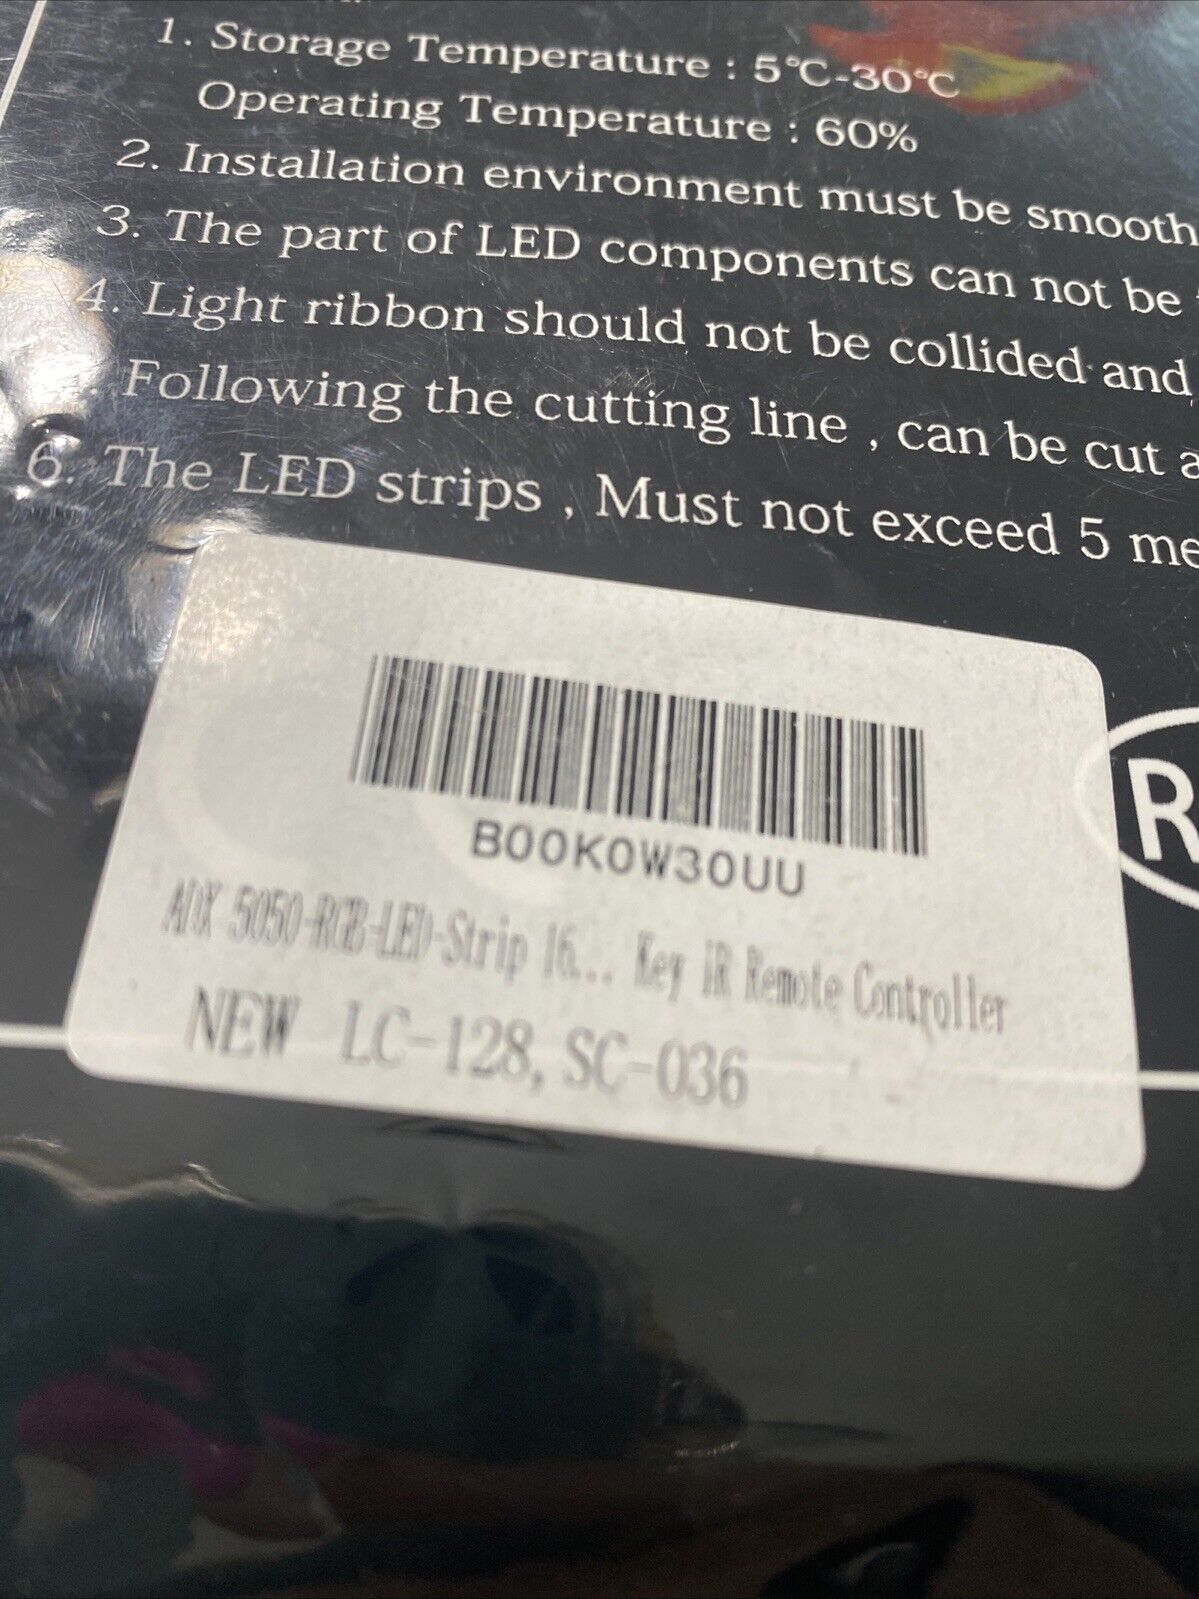 1. Storage Temperature : 5℃-30℃
Operating Temperature : 60%
2. Installation environment must be smooth
3. The part of LED components can not be
4. Light ribbon should not be collided and
. Following the cutting line , can be cut a
6. The LED strips , Must not exceed 5 me
R
B00K0W30UU
ADX 5050-RGB-LED-Strip 16... Key iR Remote Controller
NEW LC-128, SC-036